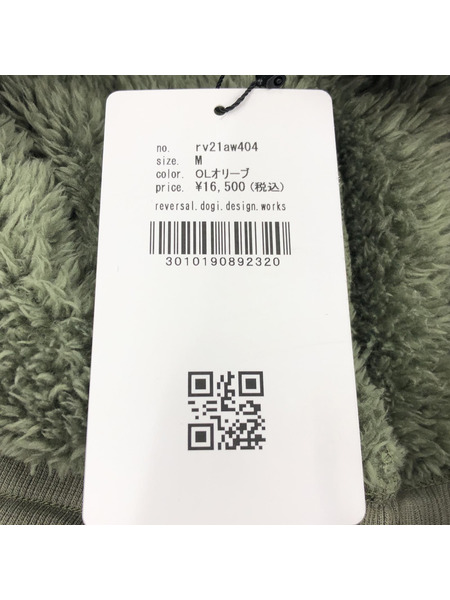 no. rv21aw404
size. M
color. OLオリーブ
price. ¥16,500(税込)
reversal.dogi.design.works
3010190892320